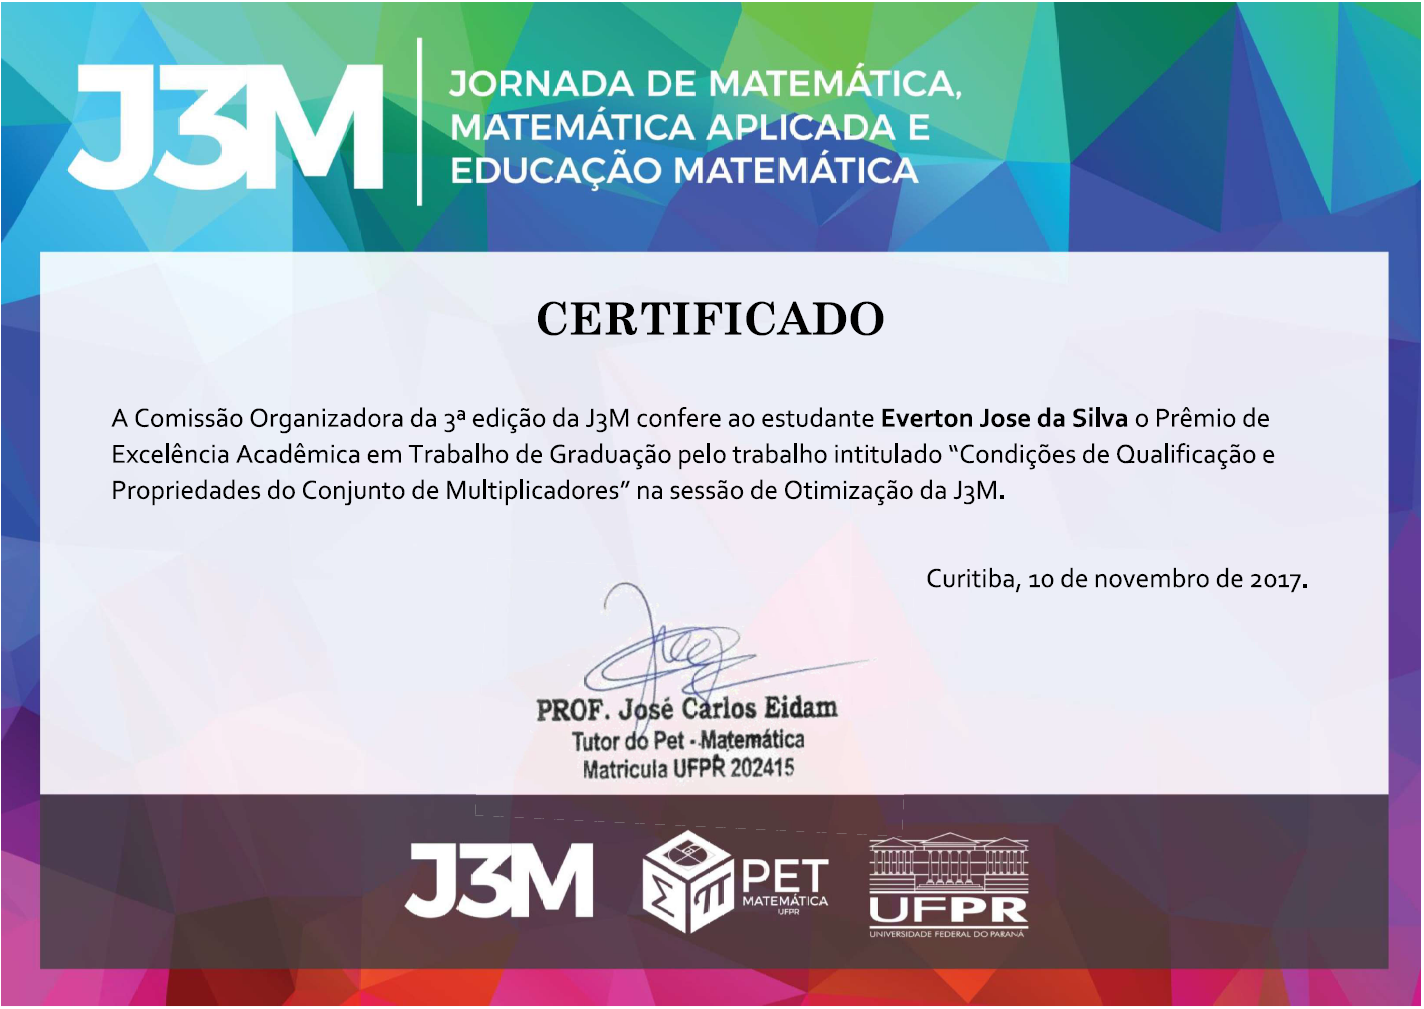 J3M
JORNADA DE MATEMÁTICA,
MATEMÁTICA APLICADA E
EDUCAÇÃO MATEMÁTICA
CERTIFICADO
A Comissão Organizadora da 3ª edição da J3M confere ao estudante Everton Jose da Silva o Prêmio de
Excelência Acadêmica em Trabalho de Graduação pelo trabalho intitulado “Condições de Qualificação e
Propriedades do Conjunto de Multiplicadores” na sessão de Otimização da J3M.
Curitiba, 10 de novembro de 2017.
PROF. José Carlos Eidam
Tutor do Pet - Matemática
Matricula UFPR 202415
J3M
PET
MATEMÁTICA
UFPR
UFPR
UNIVERSIDADE FEDERAL DO PARANÁ